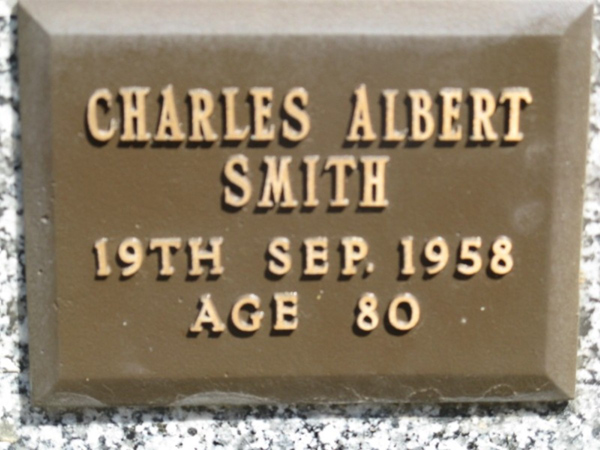 CHARLES ALBERT
SMITH
19TH SEP. 1958
AGE 80